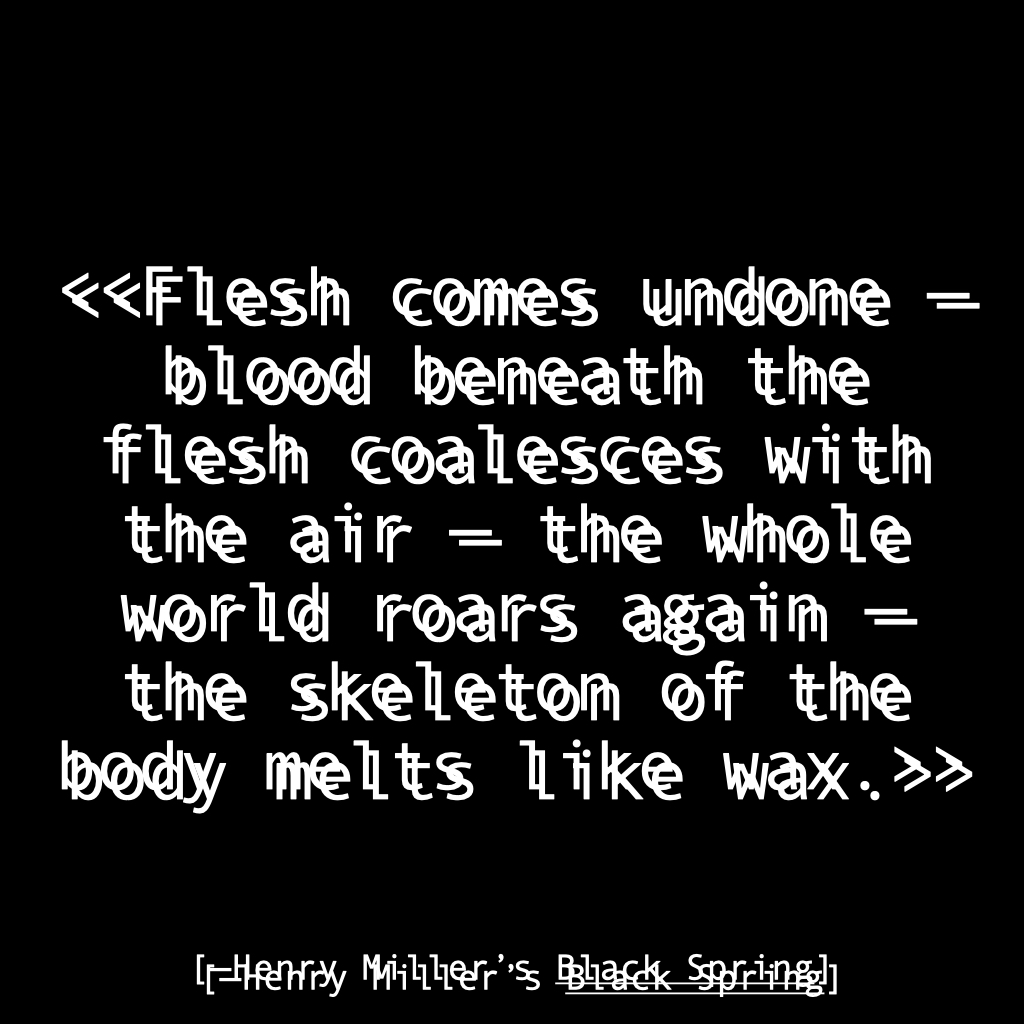 <<Flesh comes undone —
blood beneath the
flesh coalesces with
the air — the whole
world roars again —
the skeleton of the
body melts like wax.>>
[—Henry Miller’s Black Spring]